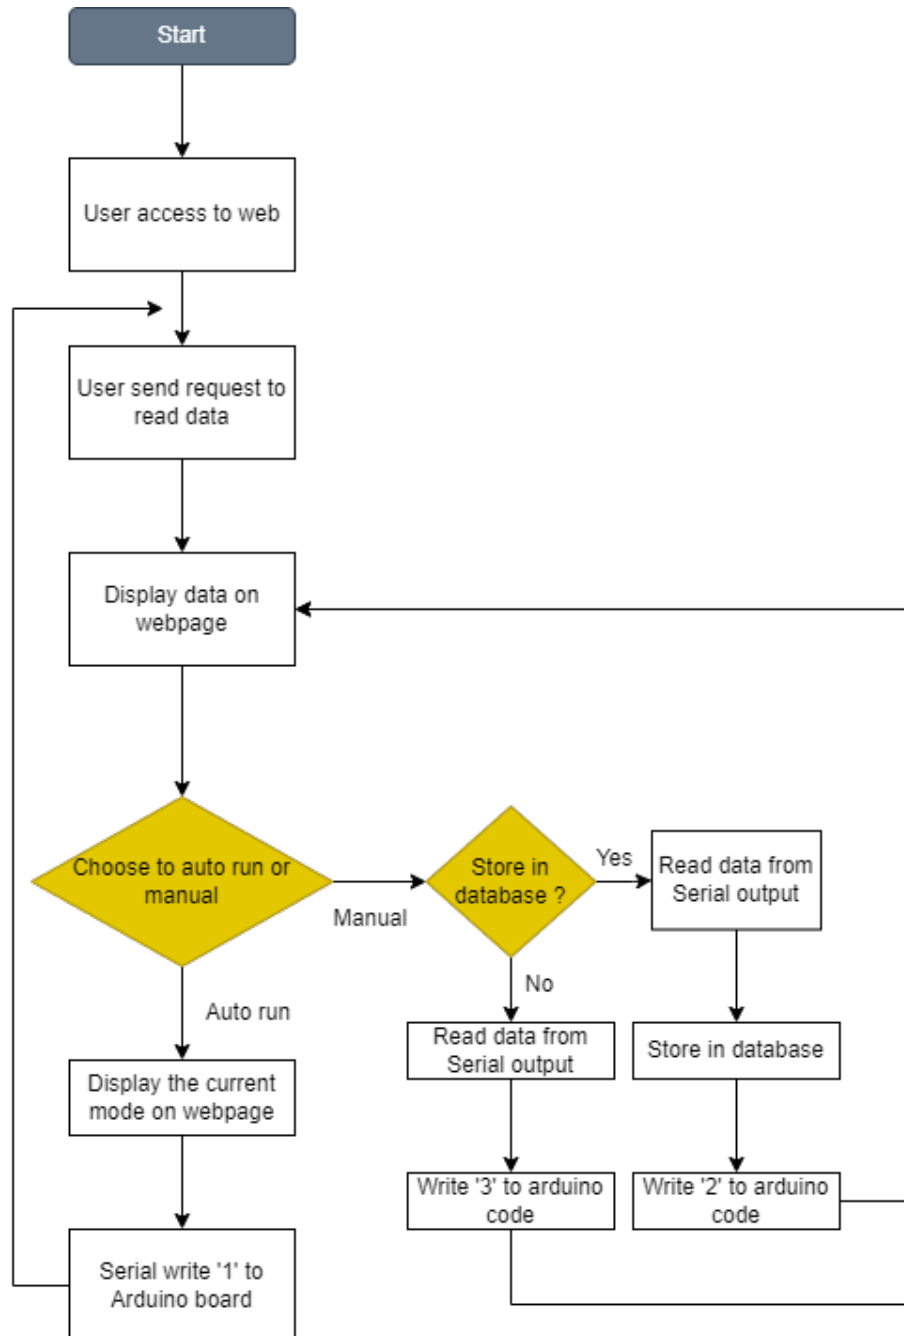 Start
User access to web
User send request to
read data
Display data on
webpage
Choose to auto run or
manual
Manual
Store in
database ?
Yes
Read data from
Serial output
No
Auto run
Read data from
Serial output
Store in database
Display the current
mode on webpage
Write '3' to arduino
code
Write '2' to arduino
code
Serial write '1' to
Arduino board